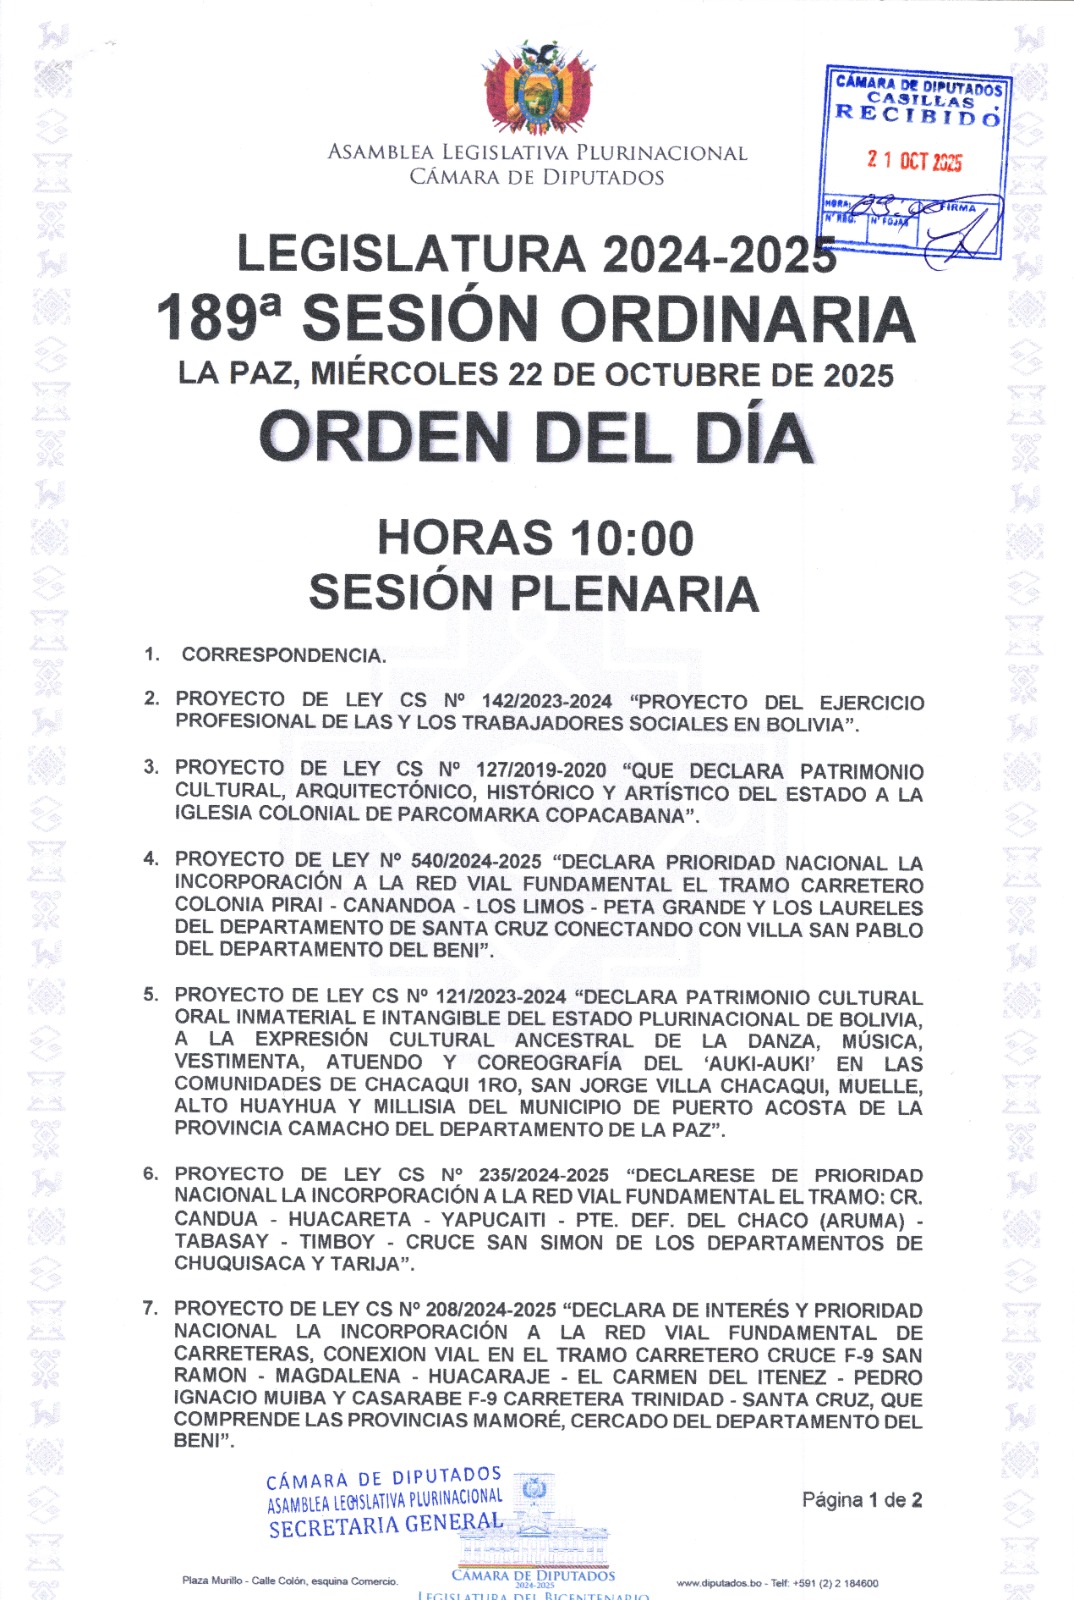 ASAMBLEA LEGISLATIVA PLURINACIONAL
CÁMARA DE DIPUTADOS
CÁMARA DE DIPUTADOS
CASILLAS
RECIBIDO
21 OCT 2025
HORA:
FIRMA
Nº REG.
Nº FOJAS
LEGISLATURA 2024-2025
189ª SESIÓN ORDINARIA
LA PAZ, MIÉRCOLES 22 DE OCTUBRE DE 2025
ORDEN DEL DÍA
HORAS 10:00
SESIÓN PLENARIA
1. CORRESPONDENCIA.
2. PROYECTO DE LEY CS Nº 142/2023-2024 “PROYECTO DEL EJERCICIO
PROFESIONAL DE LAS Y LOS TRABAJADORES SOCIALES EN BOLIVIA”.
3. PROYECTO DE LEY CS Nº 127/2019-2020 “QUE DECLARA PATRIMONIO
CULTURAL, ARQUITECTÓNICO, HISTÓRICO Y ARTÍSTICO DEL ESTADO A LA
IGLESIA COLONIAL DE PARCOMARKA COPACABANA”.
4. PROYECTO DE LEY Nº 540/2024-2025 “DECLARA PRIORIDAD NACIONAL LA
INCORPORACIÓN A LA RED VIAL FUNDAMENTAL EL TRAMO CARRETERO
COLONIA PIRAI - CANANDOA - LOS LIMOS - PETA GRANDE Y LOS LAURELES
DEL DEPARTAMENTO DE SANTA CRUZ CONECTANDO CON VILLA SAN PABLO
DEL DEPARTAMENTO DEL BENI”.
5. PROYECTO DE LEY CS Nº 121/2023-2024 “DECLARA PATRIMONIO CULTURAL
ORAL INMATERIAL E INTANGIBLE DEL ESTADO PLURINACIONAL DE BOLIVIA,
A LA EXPRESIÓN CULTURAL ANCESTRAL DE LA DANZA, MÚSICA,
VESTIMENTA, ATUENDO Y COREOGRAFÍA DEL ‘AUKI-AUKI’ EN LAS
COMUNIDADES DE CHACAQUI 1RO, SAN JORGE VILLA CHACAQUI, MUELLE,
ALTO HUAYHUA Y MILLISIA DEL MUNICIPIO DE PUERTO ACOSTA DE LA
PROVINCIA CAMACHO DEL DEPARTAMENTO DE LA PAZ”.
6. PROYECTO DE LEY CS Nº 235/2024-2025 “DECLARESE DE PRIORIDAD
NACIONAL LA INCORPORACIÓN A LA RED VIAL FUNDAMENTAL EL TRAMO: CR.
CANDUA - HUACARETA - YAPUCAITI - PTE. DEF. DEL CHACO (ARUMA) -
TABASAY - TIMBOY - CRUCE SAN SIMON DE LOS DEPARTAMENTOS DE
CHUQUISACA Y TARIJA”.
7. PROYECTO DE LEY CS Nº 208/2024-2025 “DECLARA DE INTERÉS Y PRIORIDAD
NACIONAL LA INCORPORACIÓN A LA RED VIAL FUNDAMENTAL DE
CARRETERAS, CONEXION VIAL EN EL TRAMO CARRETERO CRUCE F-9 SAN
RAMON - MAGDALENA - HUACARAJE - EL CARMEN DEL ITENEZ - PEDRO
IGNACIO MUIBA Y CASARABE F-9 CARRETERA TRINIDAD - SANTA CRUZ, QUE
COMPRENDE LAS PROVINCIAS MAMORÉ, CERCADO DEL DEPARTAMENTO DEL
BENI”.
CÁMARA DE DIPUTADOS
ASAMBLEA LEGISLATIVA PLURINACIONAL
SECRETARIA GENERAL
Página 1 de 2
Plaza Murillo - Calle Colón, esquina Comercio.
CÁMARA DE DIPUTADOS
2024-2025
LEGISLATURA DEL BICENTENARIO
www.diputados.bo - Telf: +591 (2) 2 184600